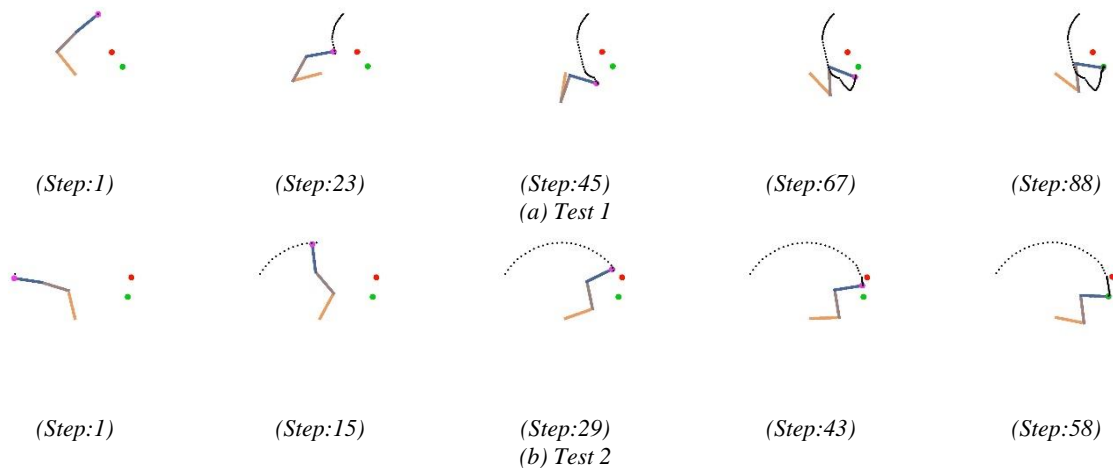 (Step:1) (Step:23) (Step:45) (Step:67) (Step:88)
(a) Test 1
(Step:1) (Step:15) (Step:29) (Step:43) (Step:58)
(b) Test 2